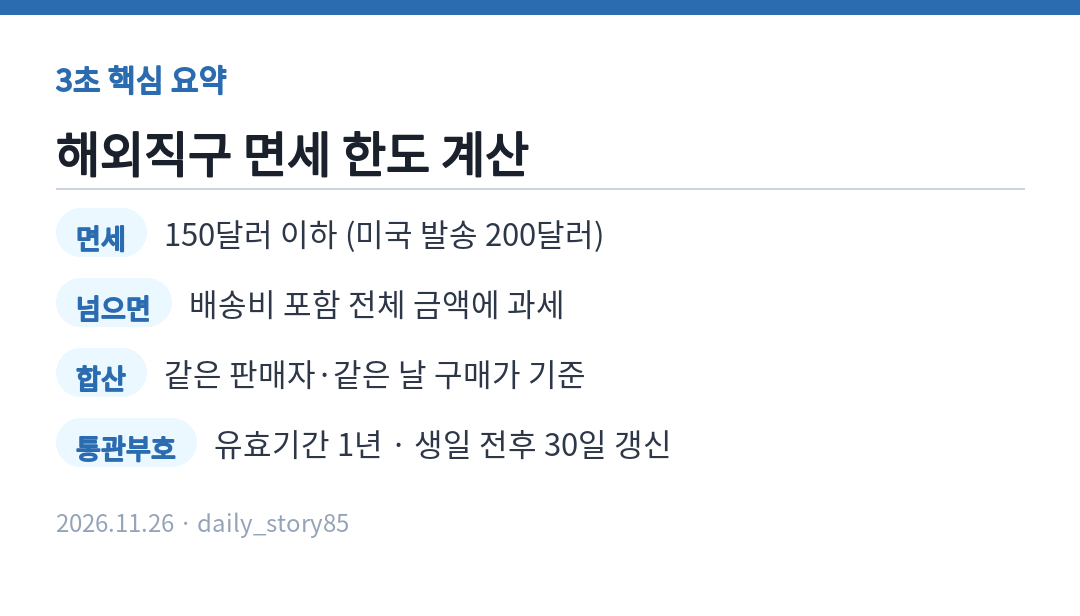 3초 핵심 요약
해외직구 면세 한도 계산
면세 150달러 이하 (미국 발송 200달러)
넘으면 배송비 포함 전체 금액에 과세
합산 같은 판매자·같은 날 구매가 기준
통관부호 유효기간 1년 · 생일 전후 30일 갱신
2026.11.26 · daily_story85